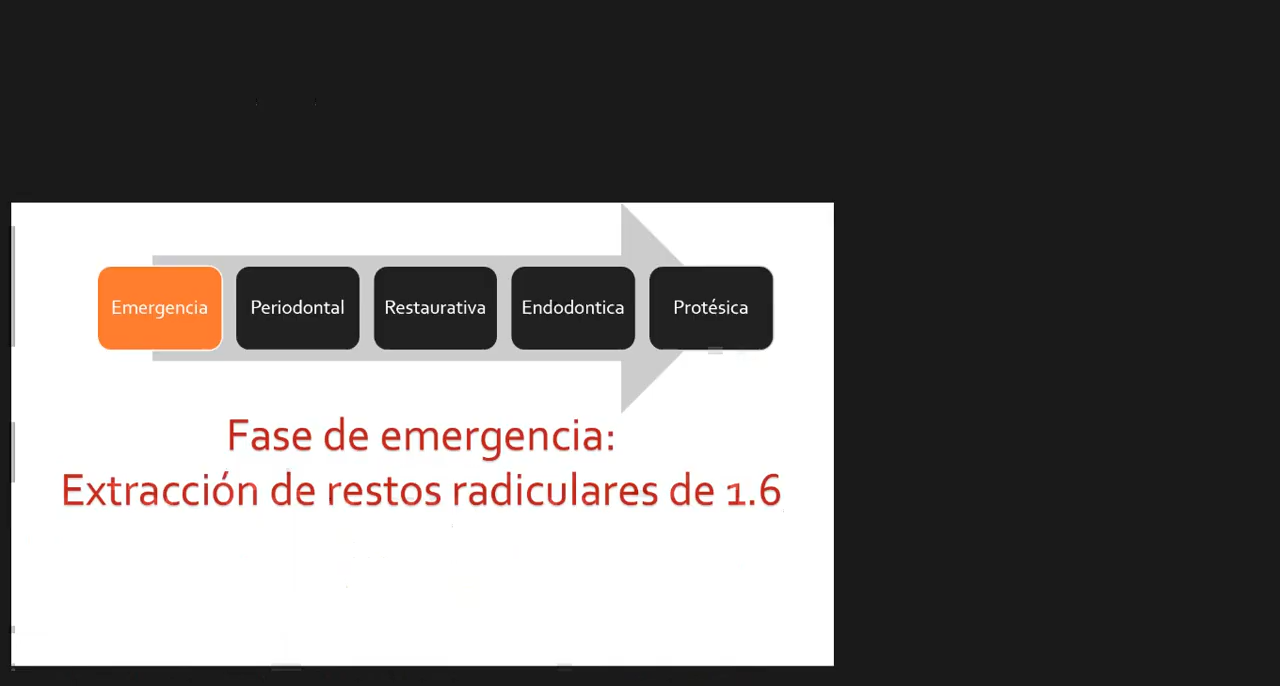 Emergencia
Periodontal
Restaurativa
Endodontica
Protésica
Fase de emergencia:
Extracción de restos radiculares de 1.6